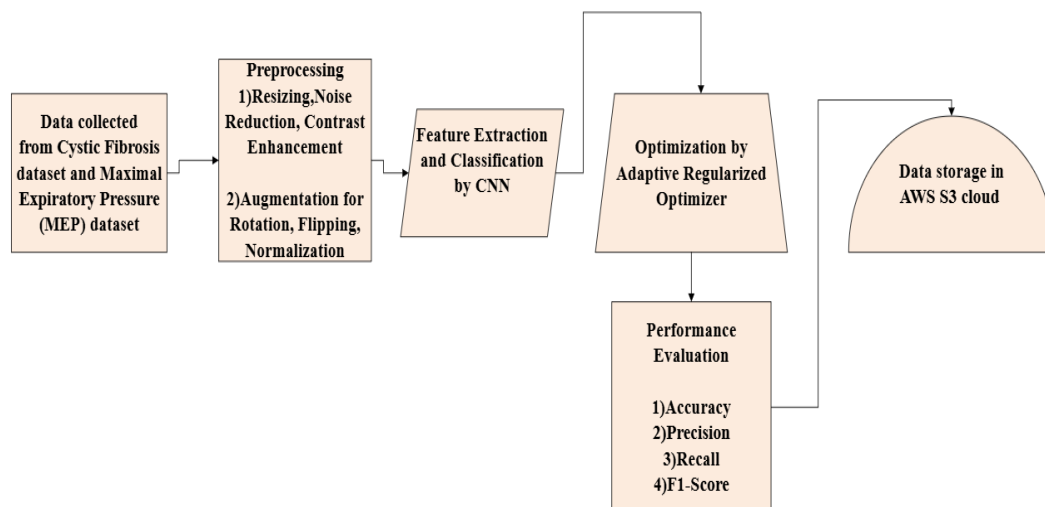 Data collected
from Cystic Fibrosis
dataset and Maximal
Expiratory Pressure
(MEP) dataset
Preprocessing
1)Resizing,Noise
Reduction, Contrast
Enhancement
2)Augmentation for
Rotation, Flipping,
Normalization
Feature Extraction
and Classification
by CNN
Optimization by
Adaptive Regularized
Optimizer
Performance
Evaluation
1)Accuracy
2)Precision
3)Recall
4)F1-Score
Data storage in
AWS S3 cloud